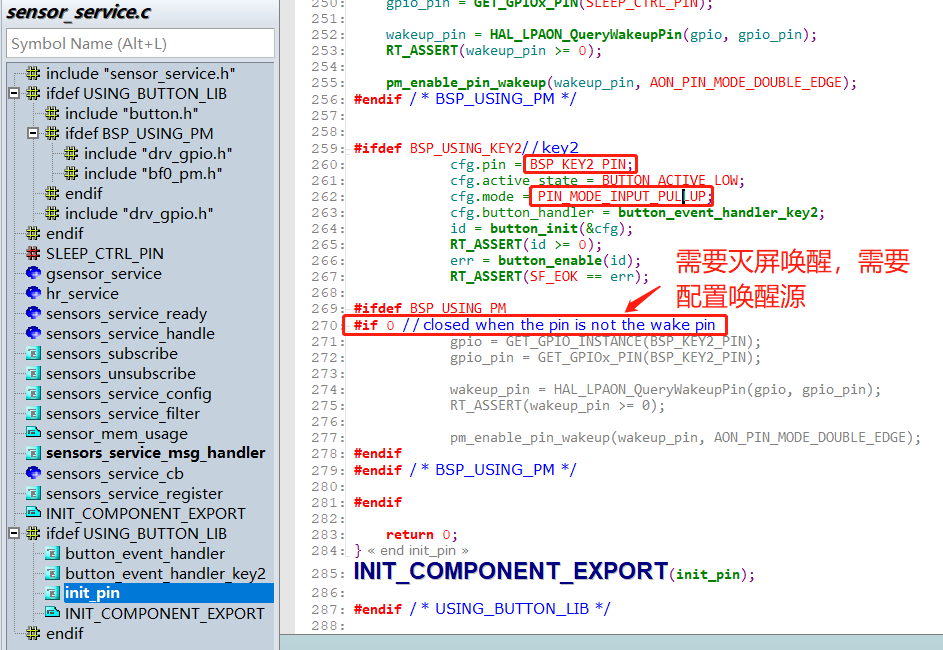 sensor_service.c
Symbol Name (Alt+L)
include "sensor_service.h"
ifdef USING_BUTTON_LIB
include "button.h"
ifdef BSP_USING_PM
include "drv_gpio.h"
include "bf0_pm.h"
endif
include "drv_gpio.h"
endif
SLEEP_CTRL_PIN
gsensor_service
hr_service
sensors_service_ready
sensors_service_handle
sensors_subscribe
sensors_unsubscribe
sensors_service_config
sensors_service_filter
sensor_mem_usage
sensors_service_msg_handler
sensors_service_cb
sensors_service_register
INIT_COMPONENT_EXPORT
ifdef USING_BUTTON_LIB
button_event_handler
button_event_handler_key2
init_pin
INIT_COMPONENT_EXPORT
endif
250: gpio_pin = GET_GPIOx_PIN(SLEEP_CTRL_PIN);
251:
252: wakeup_pin = HAL_LPAON_QueryWakeupPin(gpio, gpio_pin);
253: RT_ASSERT(wakeup_pin >= 0);
254:
255: pm_enable_pin_wakeup(wakeup_pin, AON_PIN_MODE_DOUBLE_EDGE);
256: #endif /* BSP_USING_PM */
257:
258:
259: #ifdef BSP_USING_KEY2//key2
260: cfg.pin = BSP_KEY2_PIN;
261: cfg.active_state = BUTTON_ACTIVE_LOW;
262: cfg.mode = PIN_MODE_INPUT_PULLUP;
263: cfg.button_handler = button_event_handler_key2;
264: id = button_init(&cfg);
265: RT_ASSERT(id >= 0);
266: err = button_enable(id);
267: RT_ASSERT(SF_EOK == err);
268:
269: #ifdef BSP_USING_PM
270: #if 0 //closed when the pin is not the wake pin
271: gpio = GET_GPIO_INSTANCE(BSP_KEY2_PIN);
272: gpio_pin = GET_GPIOx_PIN(BSP_KEY2_PIN);
273:
274: wakeup_pin = HAL_LPAON_QueryWakeupPin(gpio, gpio_pin);
275: RT_ASSERT(wakeup_pin >= 0);
276:
277: pm_enable_pin_wakeup(wakeup_pin, AON_PIN_MODE_DOUBLE_EDGE);
278: #endif
279: #endif /* BSP_USING_PM */
280:
281: #endif
282:
283: return 0;
284: } « end init_pin »
285: INIT_COMPONENT_EXPORT(init_pin);
286:
287: #endif /* USING_BUTTON_LIB */
288:
需要灭屏唤醒，需要
配置唤醒源